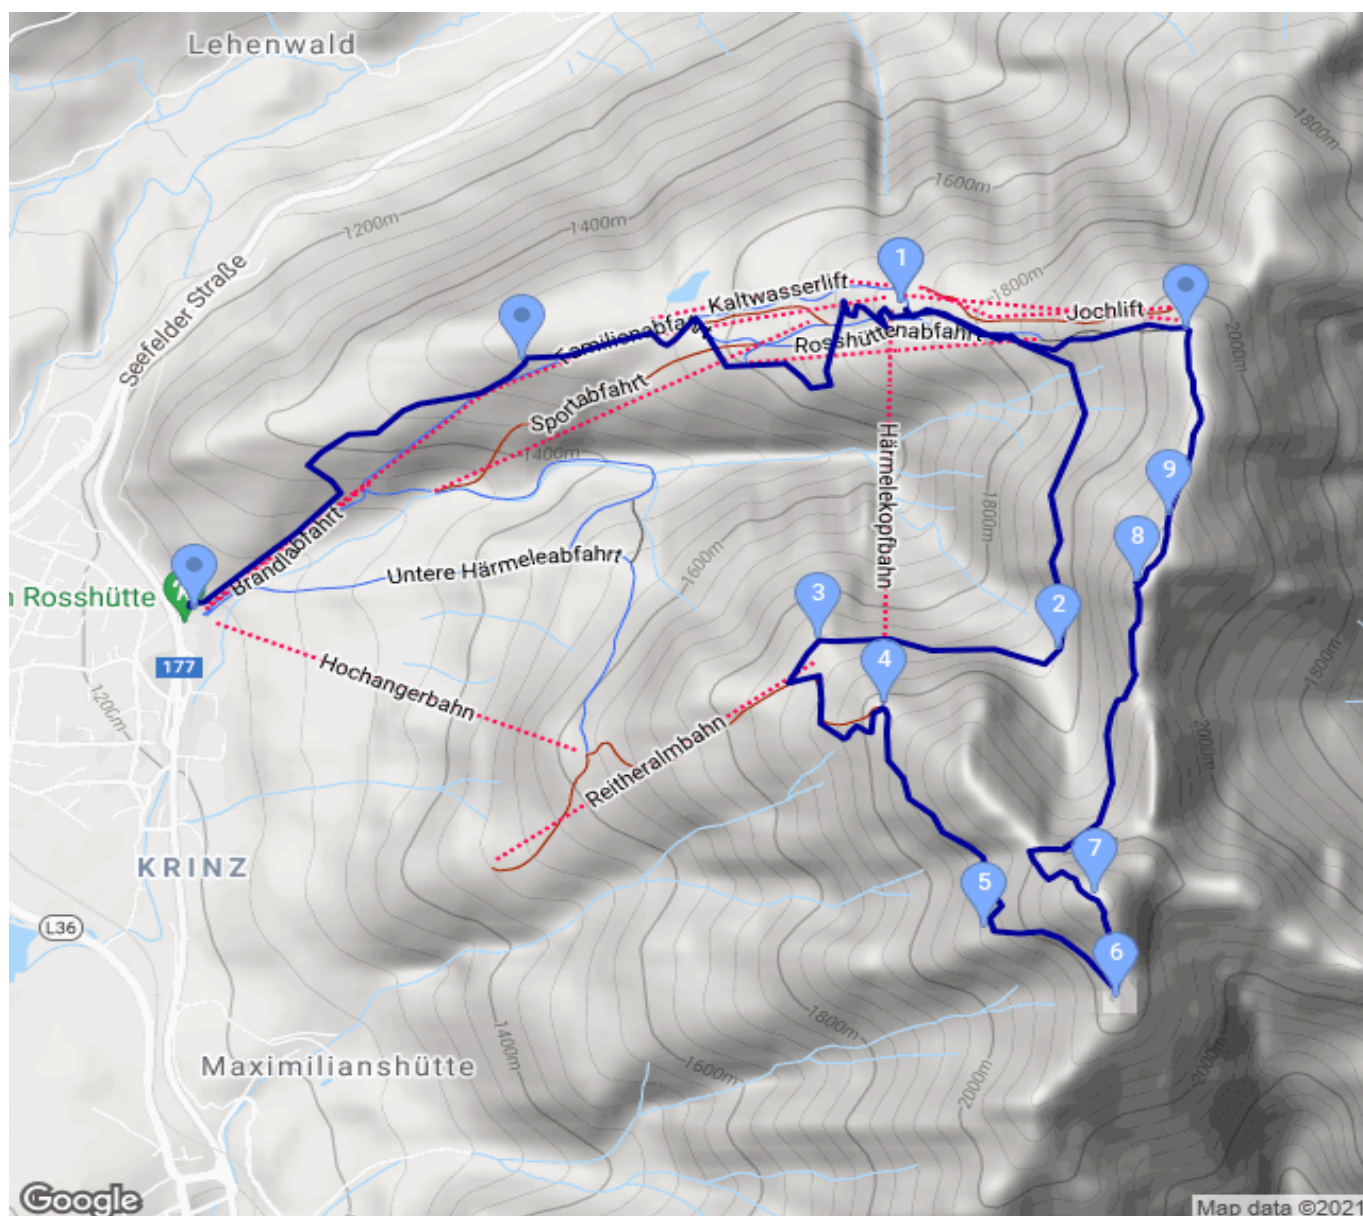 Lehenwald
1200m
1400m
1600m
1800m
1800m
Seefelder Straße
1
Kaltwasserlift
Jochlift
Familienabfa
Rosshüttenabfahrt
2000m
Sportabfahrt
1400m
Härmelekopfbahn
9
1800m
8
Brandlabfahrt
Untere Härmeleabfahrt
1600m
n Rosshütte
3
2
4
177
Hochangerbahn
1200m
1800m
Reitheralmbahn
2000m
KRINZ
7
5
L36
6
1400m
1800m
1600m
2000m
2000m
Maximilianshütte
Google
Map data ©2021